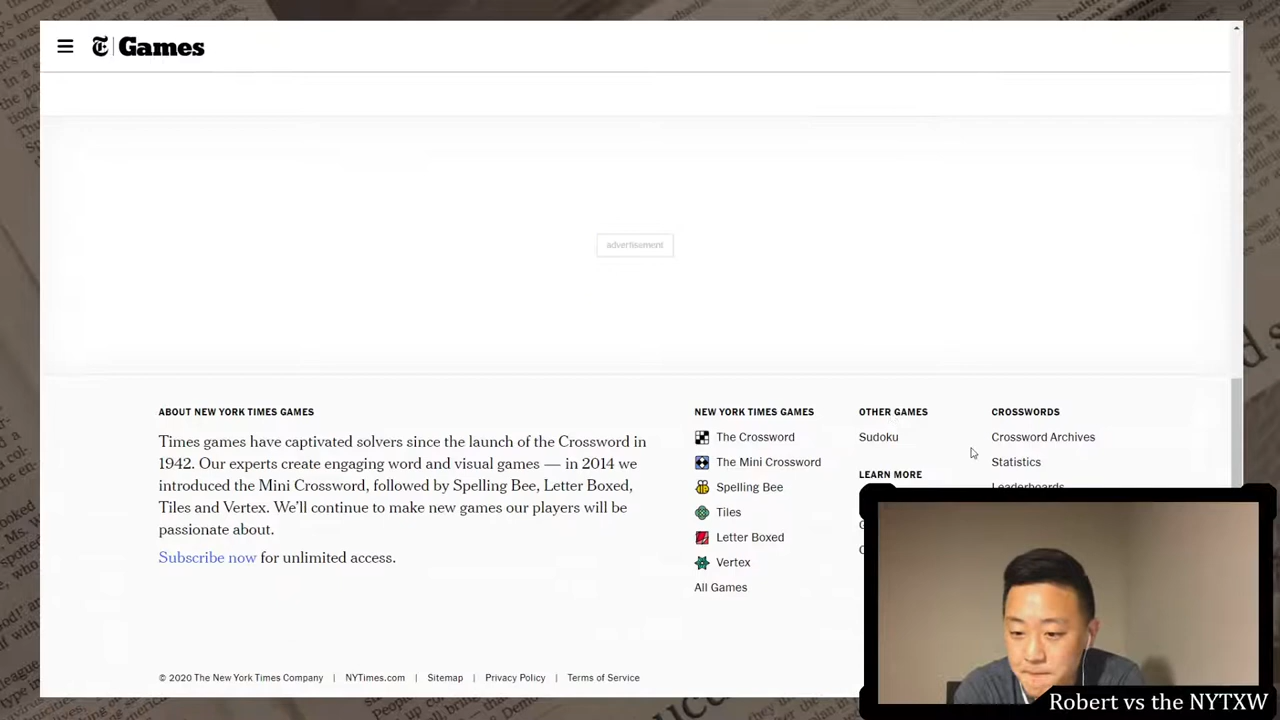 T Games
advertisement
ABOUT NEW YORK TIMES GAMES
Times games have captivated solvers since the launch of the Crossword in
1942. Our experts create engaging word and visual games — in 2014 we
introduced the Mini Crossword, followed by Spelling Bee, Letter Boxed,
Tiles and Vertex. We'll continue to make new games our players will be
passionate about.
Subscribe now for unlimited access.
NEW YORK TIMES GAMES
The Crossword
The Mini Crossword
Spelling Bee
Tiles
Letter Boxed
Vertex
All Games
OTHER GAMES
Sudoku
LEARN MORE
CROSSWORDS
Crossword Archives
Statistics
Leaderboards
© 2020 The New York Times Company | NYTimes.com | Sitemap | Privacy Policy | Terms of Service
Robert vs the NYTXW